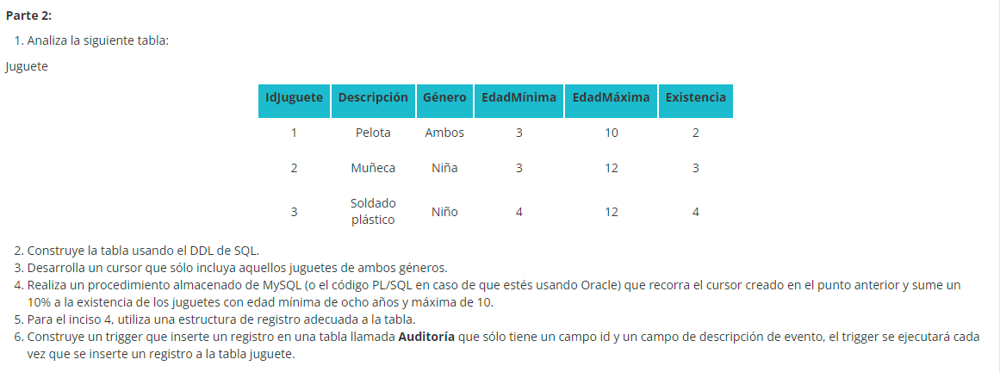 Parte 2:
1. Analiza la siguiente tabla:
Juguete
IdJuguete Descripción Género EdadMínima EdadMáxima Existencia
1 Pelota Ambos 3 10 2
2 Muñeca Niña 3 12 3
3 Soldado plástico Niño 4 12 4
2. Construye la tabla usando el DDL de SQL.
3. Desarrolla un cursor que sólo incluya aquellos juguetes de ambos géneros.
4. Realiza un procedimiento almacenado de MySQL (o el código PL/SQL en caso de que estés usando Oracle) que recorra el cursor creado en el punto anterior y sume un
10% a la existencia de los juguetes con edad mínima de ocho años y máxima de 10.
5. Para el inciso 4, utiliza una estructura de registro adecuada a la tabla.
6. Construye un trigger que inserte un registro en una tabla llamada Auditoría que sólo tiene un campo id y un campo de descripción de evento, el trigger se ejecutará cada
vez que se inserte un registro a la tabla juguete.